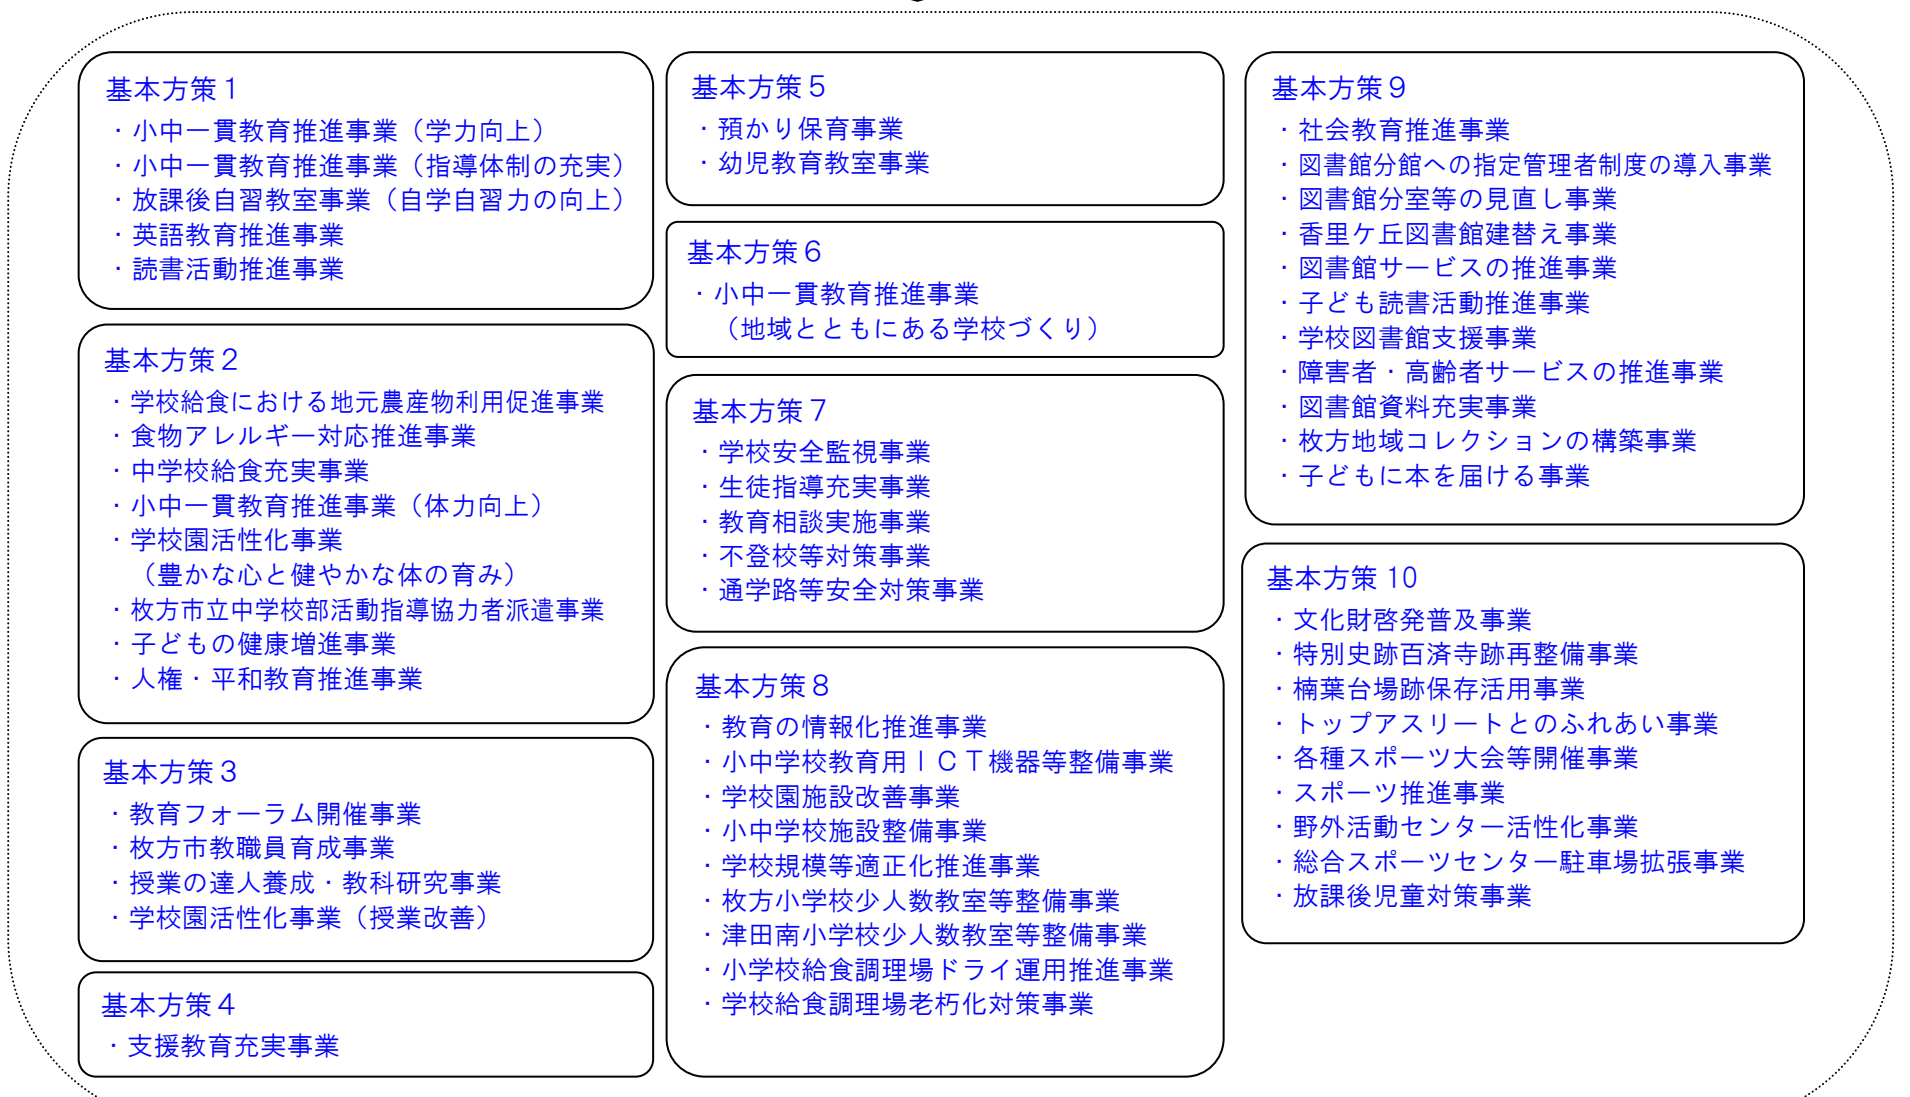 基本方策１
・小中一貫教育推進事業（学力向上）
・小中一貫教育推進事業（指導体制の充実）
・放課後自習教室事業（自学自習力の向上）
・英語教育推進事業
・読書活動推進事業
基本方策２
・学校給食における地元農産物利用促進事業
・食物アレルギー対応推進事業
・中学校給食充実事業
・小中一貫教育推進事業（体力向上）
・学校園活性化事業
（豊かな心と健やかな体の育み）
・枚方市立中学校部活動指導協力者派遣事業
・子どもの健康増進事業
・人権・平和教育推進事業
基本方策３
・教育フォーラム開催事業
・枚方市教職員育成事業
・授業の達人養成・教科研究事業
・学校園活性化事業（授業改善）
基本方策４
・支援教育充実事業
基本方策５
・預かり保育事業
・幼児教育教室事業
基本方策６
・小中一貫教育推進事業
（地域とともにある学校づくり）
基本方策７
・学校安全監視事業
・生徒指導充実事業
・教育相談実施事業
・不登校等対策事業
・通学路等安全対策事業
基本方策８
・教育の情報化推進事業
・小中学校教育用ＩＣＴ機器等整備事業
・学校園施設改善事業
・小中学校施設整備事業
・学校規模等適正化推進事業
・枚方小学校少人数教室等整備事業
・津田南小学校少人数教室等整備事業
・小学校給食調理場ドライ運用推進事業
・学校給食調理場老朽化対策事業
基本方策９
・社会教育推進事業
・図書館分館への指定管理者制度の導入事業
・図書館分室等の見直し事業
・香里ケ丘図書館建替え事業
・図書館サービスの推進事業
・子ども読書活動推進事業
・学校図書館支援事業
・障害者・高齢者サービスの推進事業
・図書館資料充実事業
・枚方地域コレクションの構築事業
・子どもに本を届ける事業
基本方策 10
・文化財啓発普及事業
・特別史跡百済寺跡再整備事業
・楠葉台場跡保存活用事業
・トップアスリートとのふれあい事業
・各種スポーツ大会等開催事業
・スポーツ推進事業
・野外活動センター活性化事業
・総合スポーツセンター駐車場拡張事業
・放課後児童対策事業